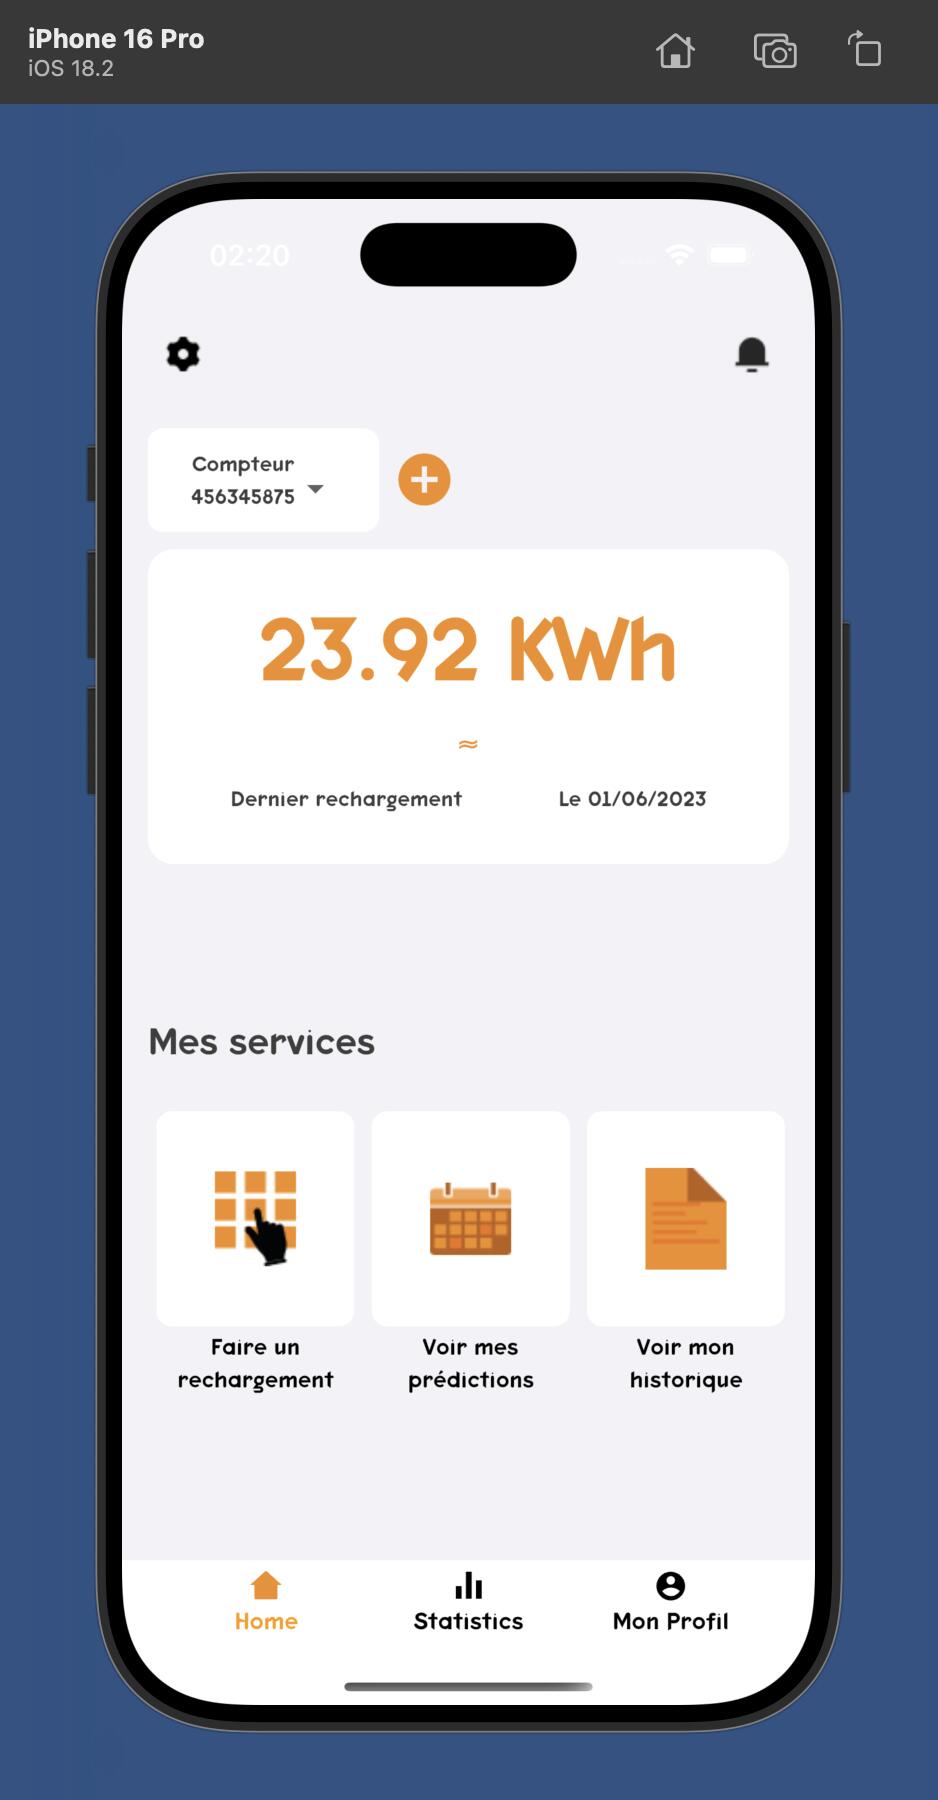 iPhone 16 Pro
iOS 18.2
02:20
Compteur
456345875
23.92 KWh
≈
Dernier rechargement Le 01/06/2023
Mes services
Faire un rechargement
Voir mes prédictions
Voir mon historique
Home Statistics Mon Profil